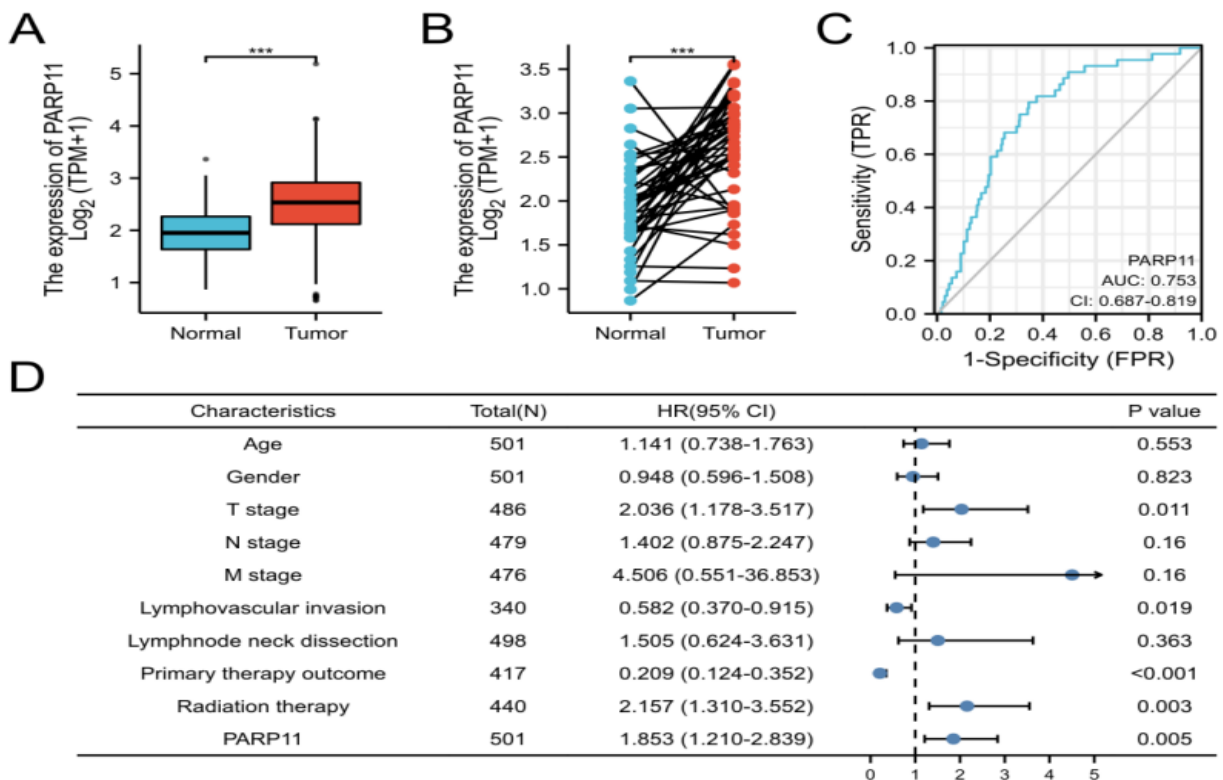 A
The expression of PARP11
Log2 (TPM+1)
5
4
3
2
1
***
Normal
Tumor
B
The expression of PARP11
Log2 (TPM+1)
3.5
3.0
2.5
2.0
1.5
1.0
***
Normal
Tumor
C
Sensitivity (TPR)
1.0
0.8
0.6
0.4
0.2
0.0
PARP11
AUC: 0.753
CI: 0.687-0.819
0.0 0.2 0.4 0.6 0.8 1.0
1-Specificity (FPR)
D
Characteristics Total(N) HR(95% CI) P value
Age 501 1.141 (0.738-1.763) 0.553
Gender 501 0.948 (0.596-1.508) 0.823
T stage 486 2.036 (1.178-3.517) 0.011
N stage 479 1.402 (0.875-2.247) 0.16
M stage 476 4.506 (0.551-36.853) 0.16
Lymphovascular invasion 340 0.582 (0.370-0.915) 0.019
Lymphnode neck dissection 498 1.505 (0.624-3.631) 0.363
Primary therapy outcome 417 0.209 (0.124-0.352) <0.001
Radiation therapy 440 2.157 (1.310-3.552) 0.003
PARP11 501 1.853 (1.210-2.839) 0.005
0 1 2 3 4 5